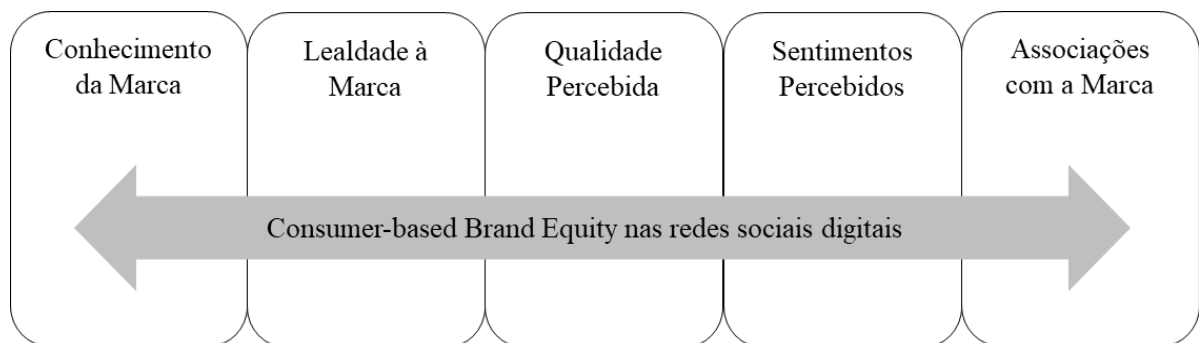 Conhecimento
da Marca
Lealdade à
Marca
Qualidade
Percebida
Sentimentos
Percebidos
Associações
com a Marca
Consumer-based Brand Equity nas redes sociais digitais